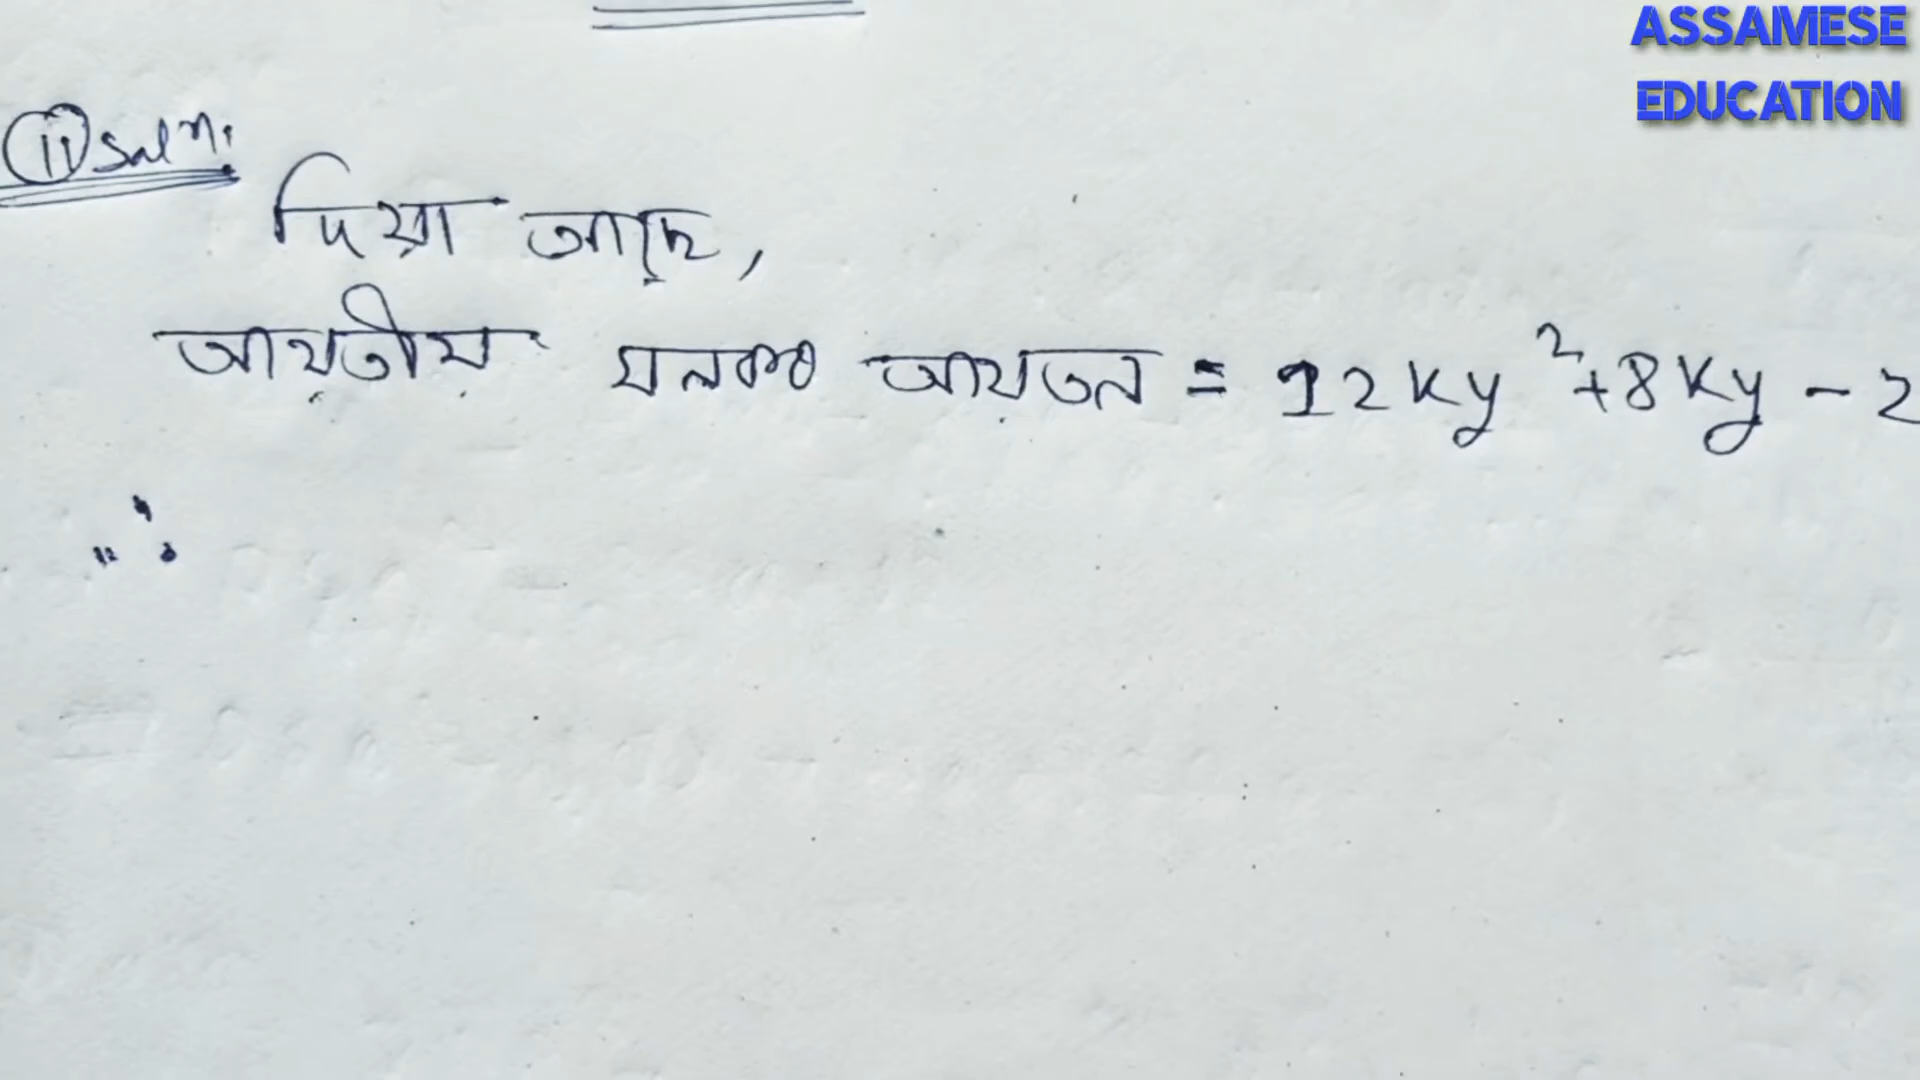 ASSAMESE
EDUCATION
(ii) Solⁿ:
দিয়া আছে,
আয়তীয় ঘনকৰ আয়তন = 12ky²+8ky - 2
∴